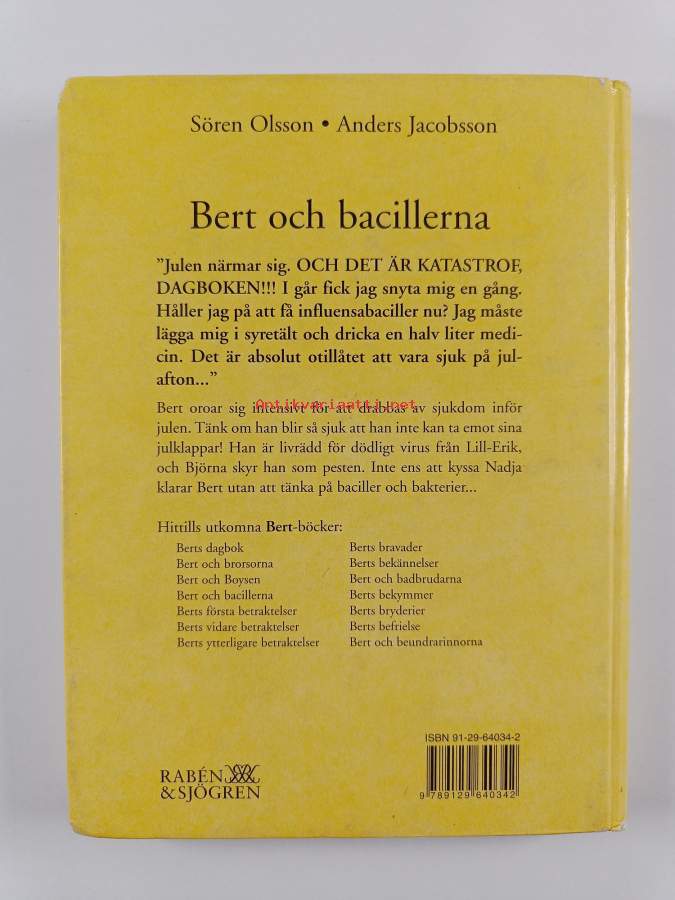 Sören Olsson • Anders Jacobsson
Bert och bacillerna
”Julen närmar sig. OCH DET ÄR KATASTROF,
DAGBOKEN!!! I går fick jag snyta mig en gång.
Håller jag på att få influensabaciller nu? Jag måste
lägga mig i syretält och dricka en halv liter medi-
cin. Det är absolut otillåtet att vara sjuk på jul-
afton...”
Antikvariaatti.net
Bert oroar sig intensivt för att drabbas av sjukdom inför
julen. Tänk om han blir så sjuk att han inte kan ta emot sina
julklappar! Han är livrädd för dödligt virus från Lill-Erik,
och Björna skyr han som pesten. Inte ens att kyssa Nadja
klarar Bert utan att tänka på baciller och bakterier...
Hittills utkomna Bert-böcker:
Berts dagbok
Bert och brorsorna
Bert och Boysen
Bert och bacillerna
Berts första betraktelser
Berts vidare betraktelser
Berts ytterligare betraktelser
Berts bravader
Berts bekännelser
Bert och badbrudarna
Berts bekymmer
Berts bryderier
Berts befrielse
Bert och beundrarinnorna
ISBN 91-29-64034-2
9 789129 640342
RABÉN
& SJÖGREN